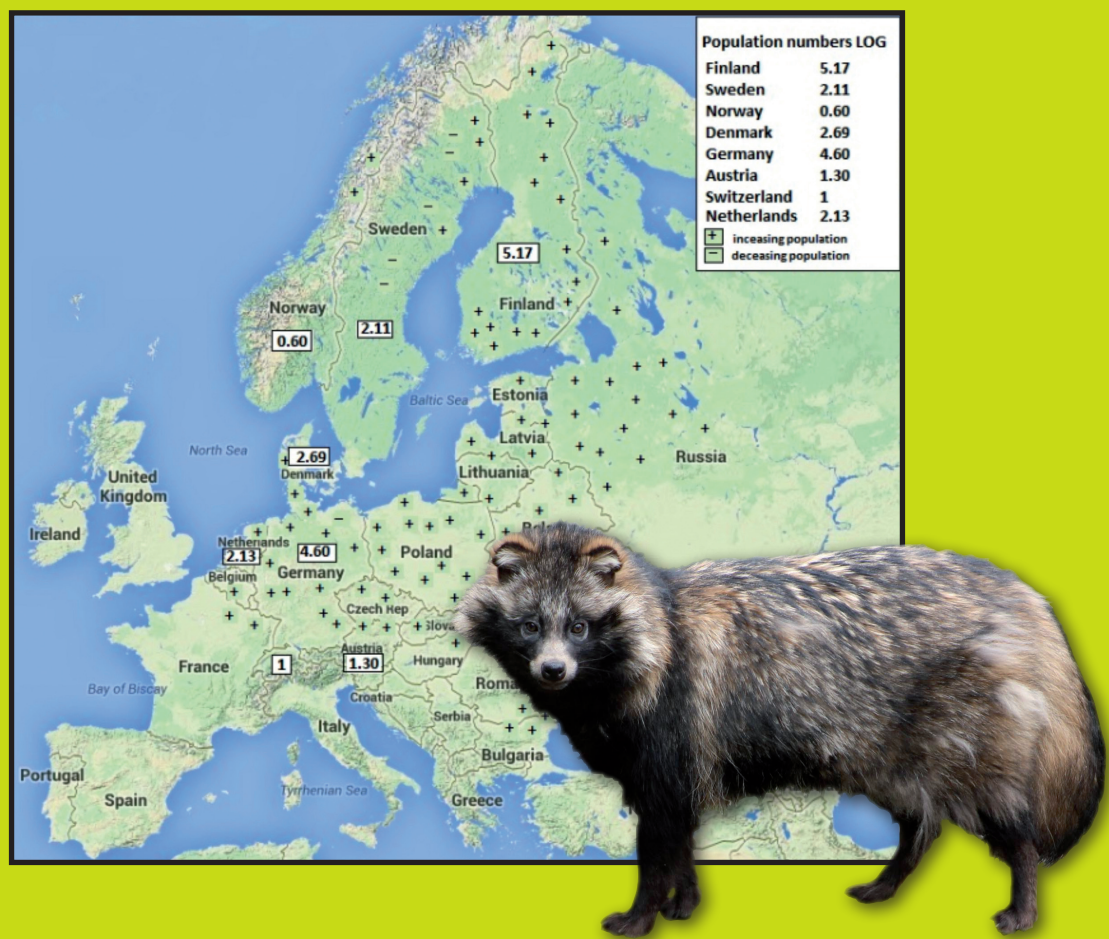 Population numbers LOG
Finland 5.17
Sweden 2.11
Norway 0.60
Denmark 2.69
Germany 4.60
Austria 1.30
Switzerland 1
Netherlands 2.13
+ inceasing population
− deceasing population
Sweden
5.17
Norway
Finland
0.60
2.11
Estonia
Baltic Sea
Latvia
North Sea
2.69
Denmark
Lithuania
Russia
United
Kingdom
Ireland
Netherlands
2.13
4.60
Poland
Belgium
Germany
Czech Rep
Slova
Austria
1.30
1
France
Hungary
Roma
Bay of Biscay
Croatia
Serbia
Italy
Bulgaria
Portugal
Spain
Tyrrhenian Sea
Greece